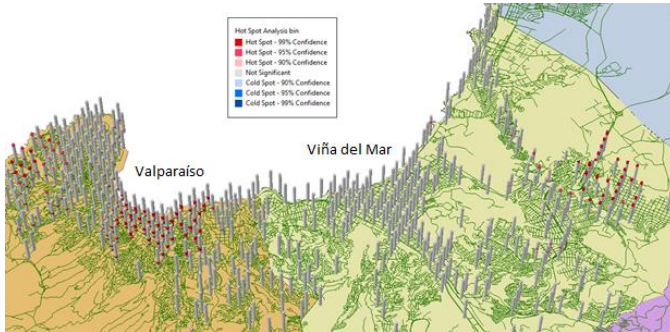 Hot Spot Analysis bin
Hot Spot - 99% Confidence
Hot Spot - 95% Confidence
Hot Spot - 90% Confidence
Not Significant
Cold Spot - 90% Confidence
Cold Spot - 95% Confidence
Cold Spot - 99% Confidence
Viña del Mar
Valparaíso